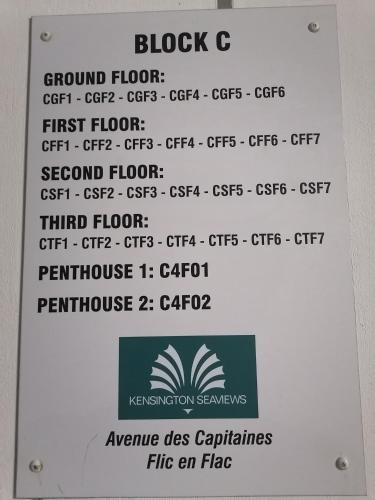 BLOCK C
GROUND FLOOR:
CGF1 - CGF2 - CGF3 - CGF4 - CGF5 - CGF6
FIRST FLOOR:
CFF1 - CFF2 - CFF3 - CFF4 - CFF5 - CFF6 - CFF7
SECOND FLOOR:
CSF1 - CSF2 - CSF3 - CSF4 - CSF5 - CSF6 - CSF7
THIRD FLOOR:
CTF1 - CTF2 - CTF3 - CTF4 - CTF5 - CTF6 - CTF7
PENTHOUSE 1: C4F01
PENTHOUSE 2: C4F02
KENSINGTON SEAVIEWS
Avenue des Capitaines
Flic en Flac